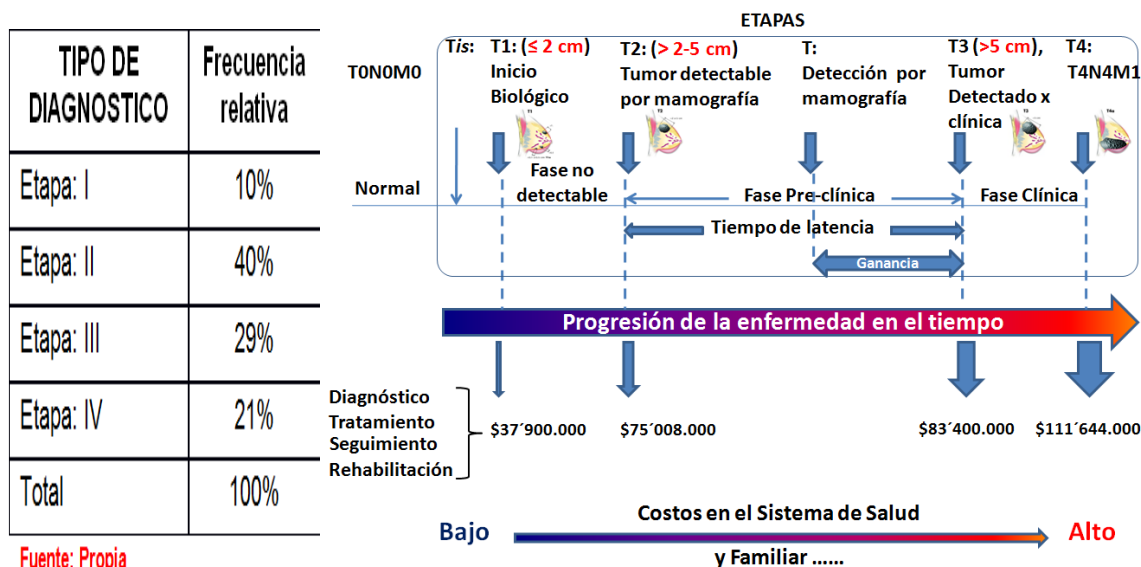 TIPO DE DIAGNOSTICO
Frecuencia relativa
Etapa: I
10%
Etapa: II
40%
Etapa: III
29%
Etapa: IV
21%
Total
100%
Fuente: Propia
ETAPAS
T0N0M0
Tis:
T1: (≤ 2 cm)
Inicio
Biológico
T2: (> 2-5 cm)
Tumor detectable
por mamografía
T:
Detección por
mamografía
T3 (>5 cm),
Tumor
Detectado x
clínica
T4:
T4N4M1
Normal
Fase no
detectable
Fase Pre-clínica
Fase Clínica
Tiempo de latencia
Ganancia
Progresión de la enfermedad en el tiempo
Diagnóstico
Tratamiento
Seguimiento
Rehabilitación
$37´900.000
$75´008.000
$83´400.000
$111´644.000
Costos en el Sistema de Salud
Bajo
Alto
y Familiar ......